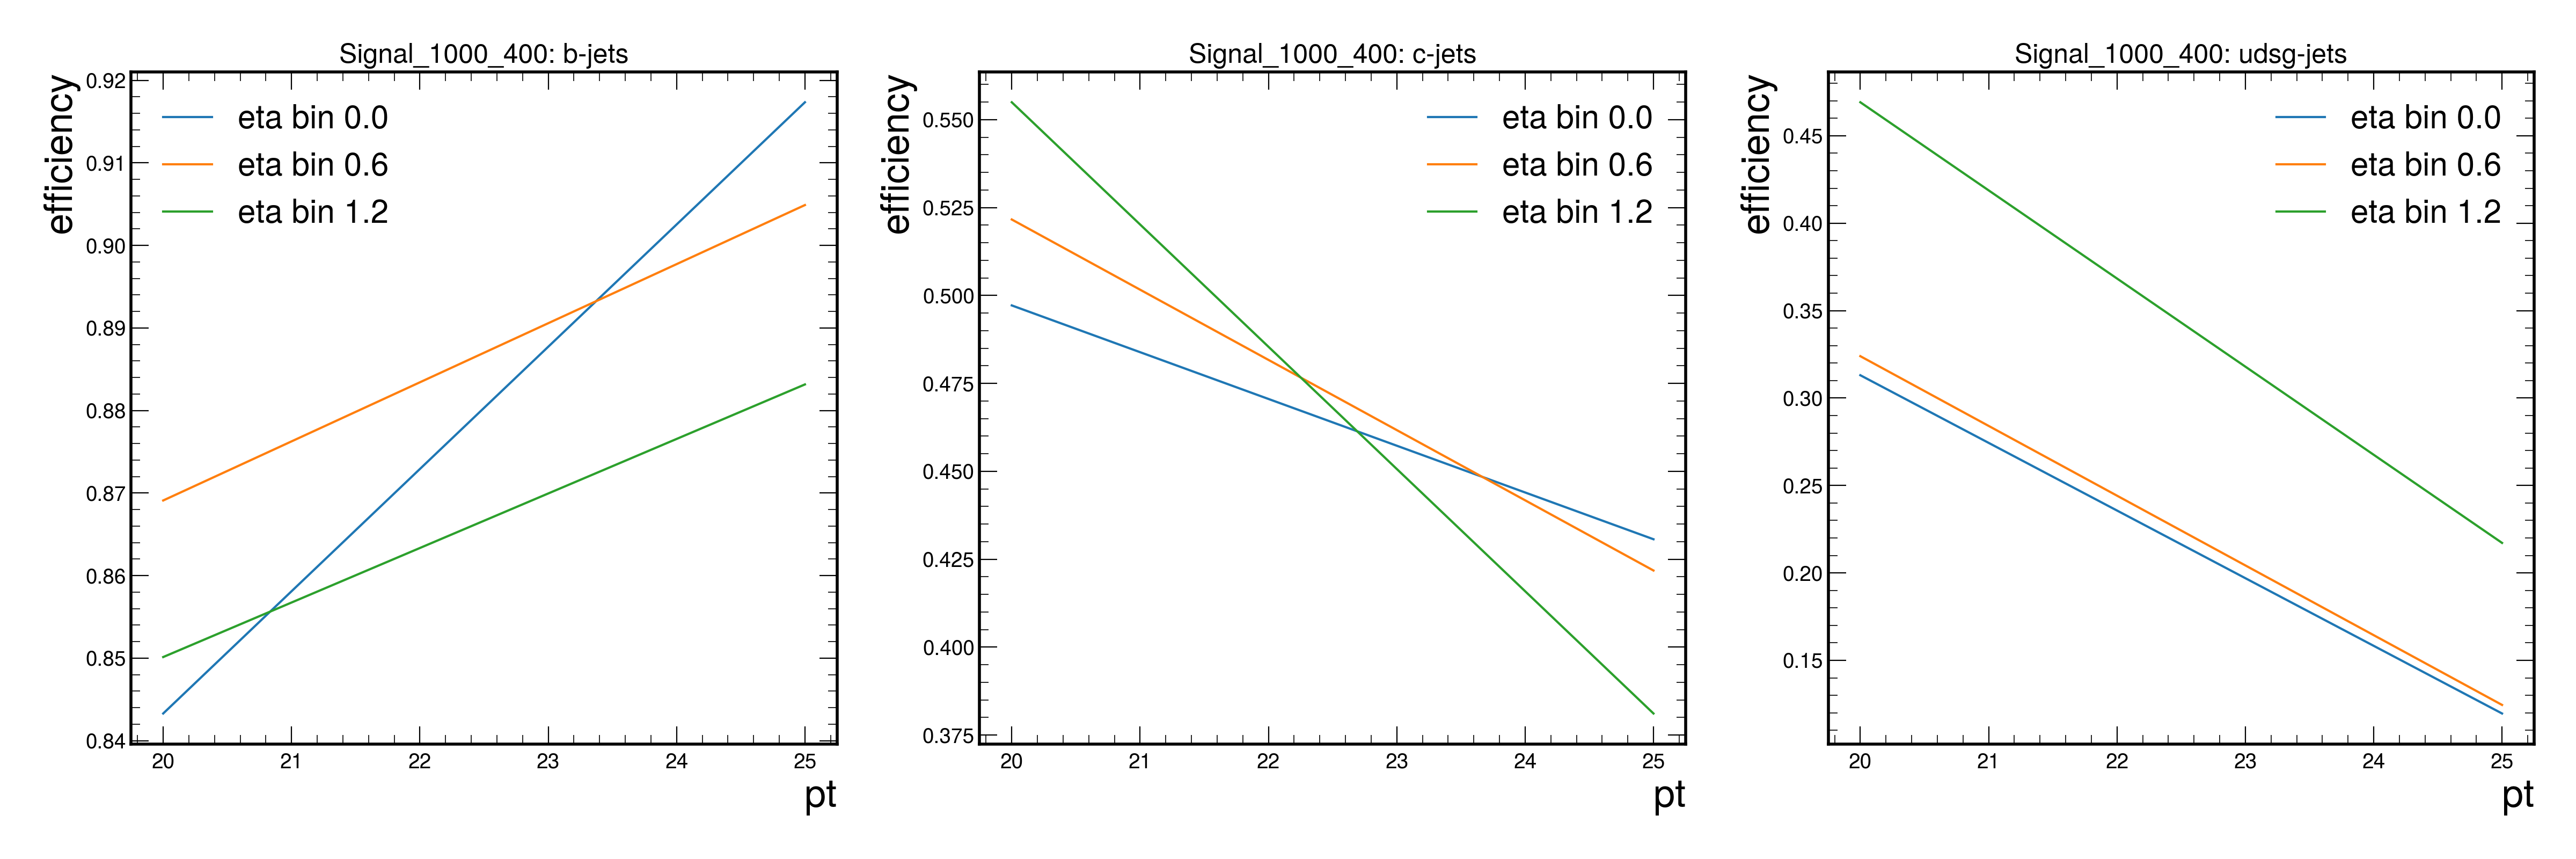 Signal_1000_400: b-jets
efficiency
0.92
0.91
0.90
0.89
0.88
0.87
0.86
0.85
0.84
eta bin 0.0
eta bin 0.6
eta bin 1.2
20 21 22 23 24 25
pt
Signal_1000_400: c-jets
efficiency
0.550
0.525
0.500
0.475
0.450
0.425
0.400
0.375
eta bin 0.0
eta bin 0.6
eta bin 1.2
20 21 22 23 24 25
pt
Signal_1000_400: udsg-jets
efficiency
0.45
0.40
0.35
0.30
0.25
0.20
0.15
eta bin 0.0
eta bin 0.6
eta bin 1.2
20 21 22 23 24 25
pt